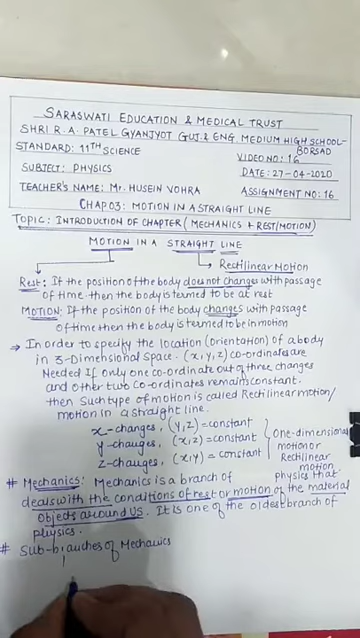 SARASWATI EDUCATION & MEDICAL TRUST
SHRI R. A. PATEL GYANJYOT GUJ. & ENG. MEDIUM HIGH SCHOOL-
BORSAD
STANDARD: 11TH SCIENCE
VIDEO NO: 16
SUBJECT: PHYSICS
DATE: 27-04-2020
TEACHER'S NAME: Mr. HUSEIN VOHRA
ASSIGNMENT NO: 16
CHAP.03: MOTION IN A STRAIGHT LINE
TOPIC: INTRODUCTION OF CHAPTER (MECHANICS & REST/MOTION)
MOTION IN A STRAIGHT LINE
Rectilinear Motion
Rest: If the position of the body does not changes with passage
of time then the body is teamed to be at rest
MOTION: If the position of the body changes with passage
of time then the body is teamed to be in motion
⇒ In order to specify the location (orientation) of a body
in 3-Dimensional space. (x,y,z) co-ordinates are
Needed If only one co-ordinate out of three changes
and other two co-ordinates remains constant.
then such type of motion is called Rectilinear motion/
motion in a straight line.
x-changes, (y,z) = constant
y-changes, (x,z) = constant
z-changes, (x,y) = constant
One-dimensional
motion or
Rectilinear
motion
# Mechanics: Mechanics is a branch of physics that
deals with the conditions of rest or motion of the material
objects around us. It is one of the oldest branch of
physics.
# Sub-branches of Mechanics